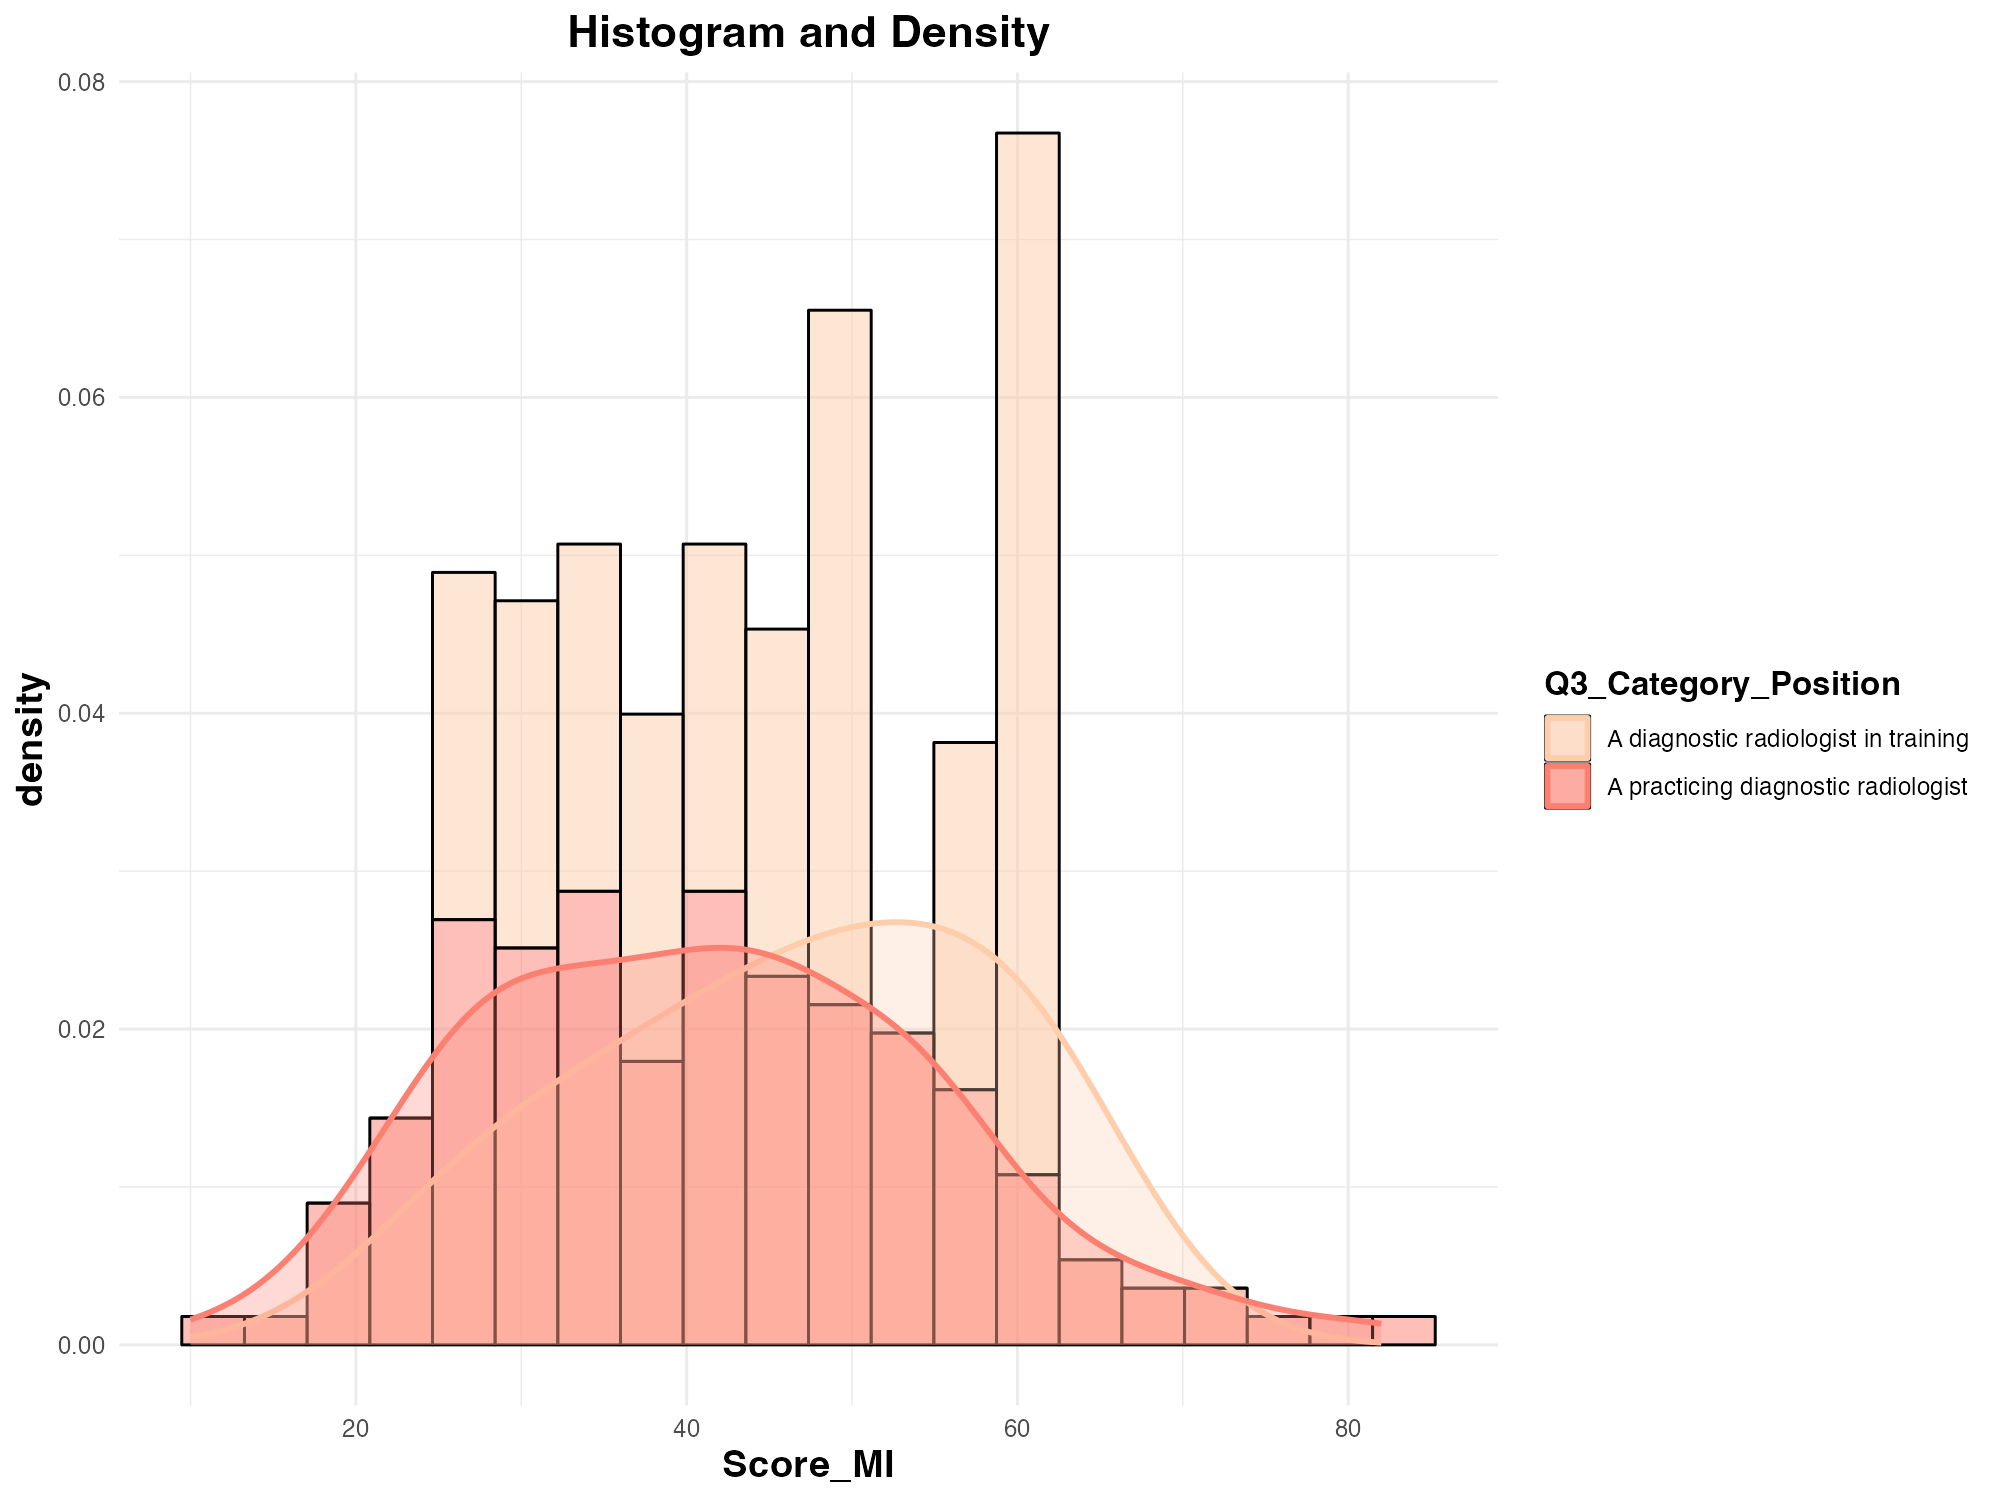 Histogram and Density
0.08
0.06
0.04
0.02
0.00
density
20 40 60 80
Score_MI
Q3_Category_Position
A diagnostic radiologist in training
A practicing diagnostic radiologist